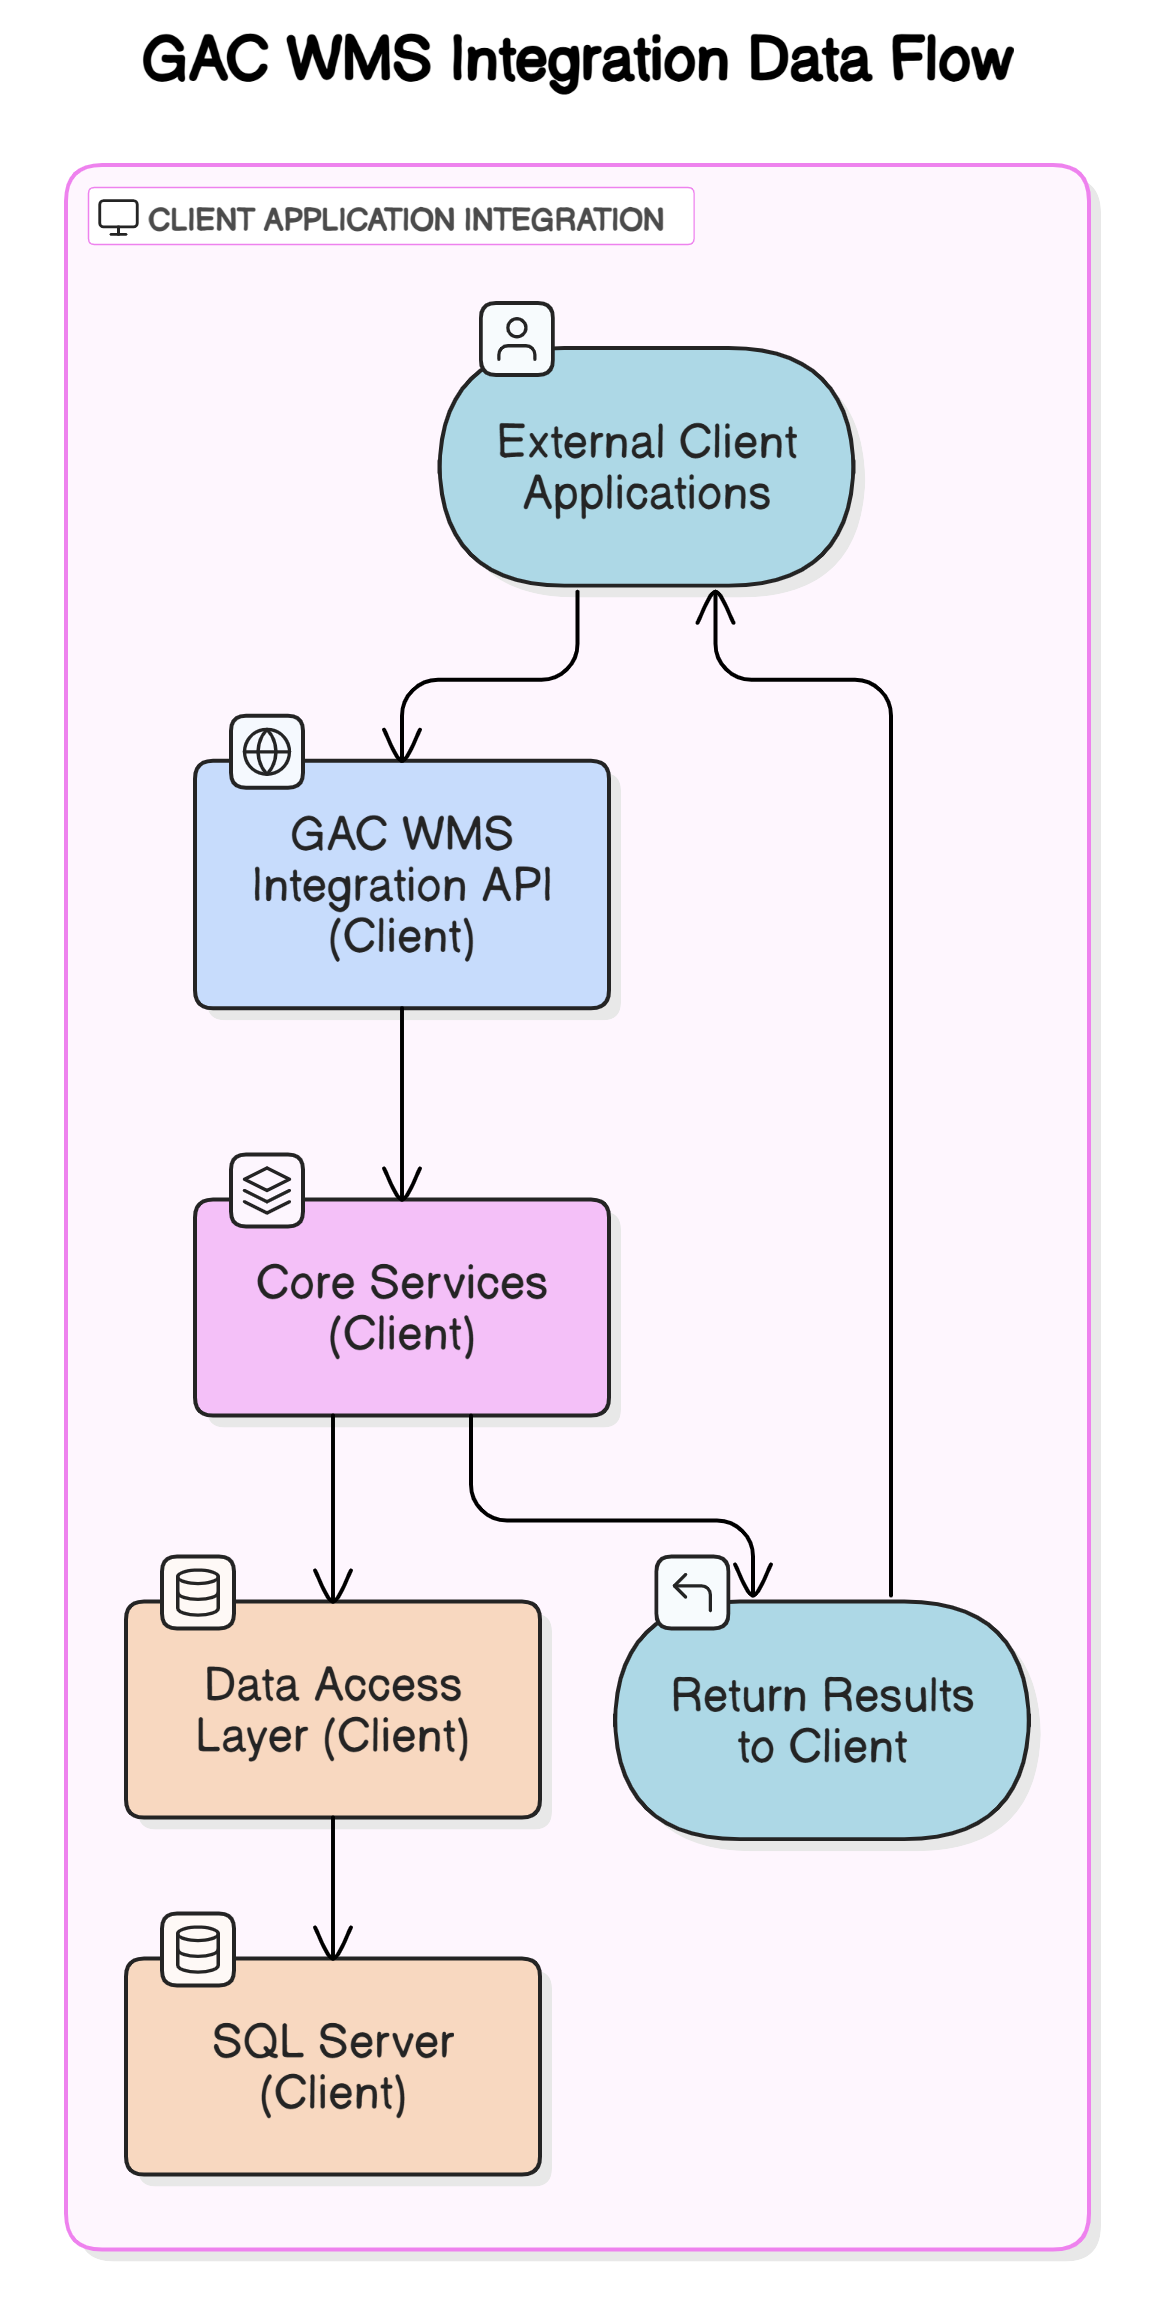 GAC WMS Integration Data Flow
CLIENT APPLICATION INTEGRATION
External Client
Applications
GAC WMS
Integration API
(Client)
Core Services
(Client)
Data Access
Layer (Client)
Return Results
to Client
SQL Server
(Client)